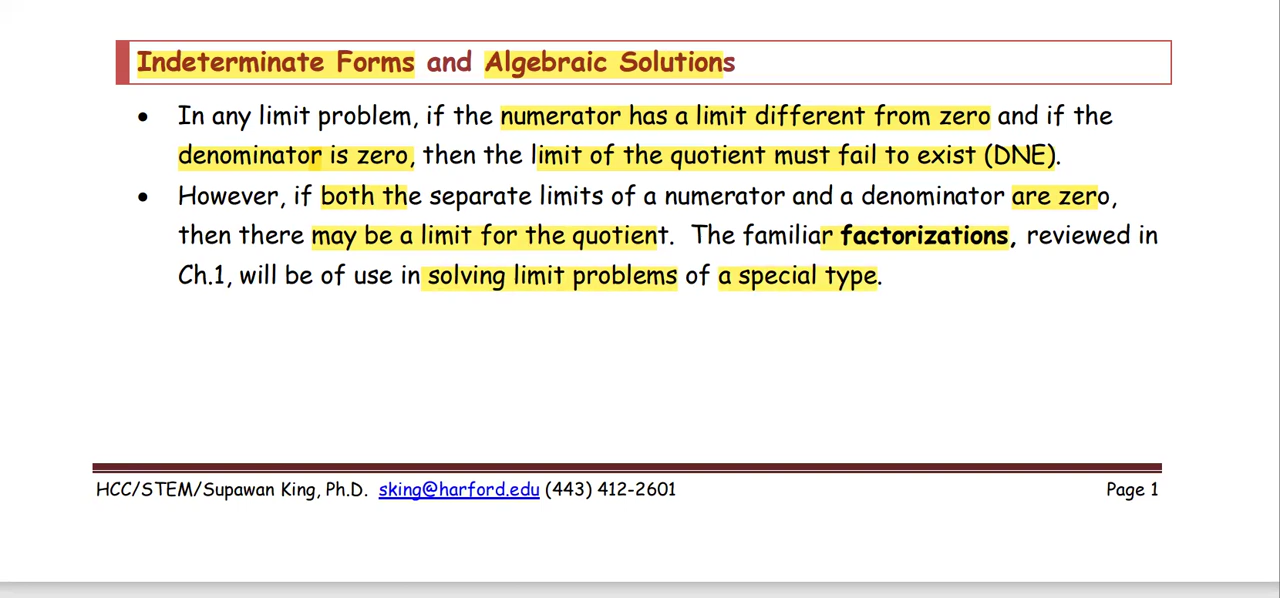 Indeterminate Forms and Algebraic Solutions
• In any limit problem, if the numerator has a limit different from zero and if the
denominator is zero, then the limit of the quotient must fail to exist (DNE).
• However, if both the separate limits of a numerator and a denominator are zero,
then there may be a limit for the quotient. The familiar factorizations, reviewed in
Ch.1, will be of use in solving limit problems of a special type.
HCC/STEM/Supawan King, Ph.D. sking@harford.edu (443) 412-2601 Page 1